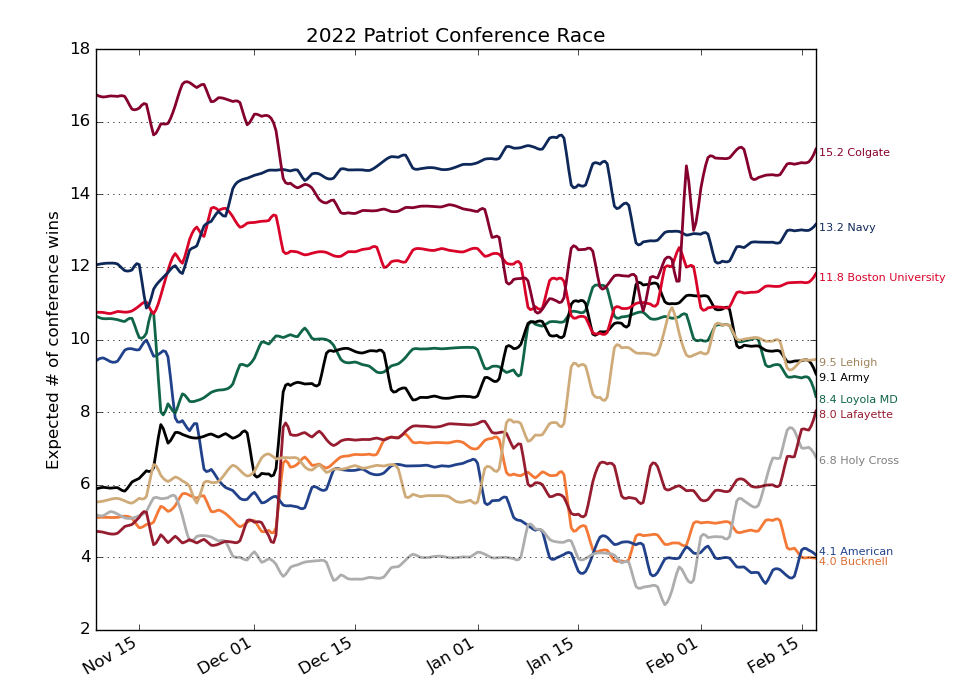 2022 Patriot Conference Race
Expected # of conference wins
18
16
14
12
10
8
6
4
2
Nov 15
Dec 01
Dec 15
Jan 01
Jan 15
Feb 01
Feb 15
15.2 Colgate
13.2 Navy
11.8 Boston University
9.5 Lehigh
9.1 Army
8.4 Loyola MD
8.0 Lafayette
6.8 Holy Cross
4.1 American
4.0 Bucknell